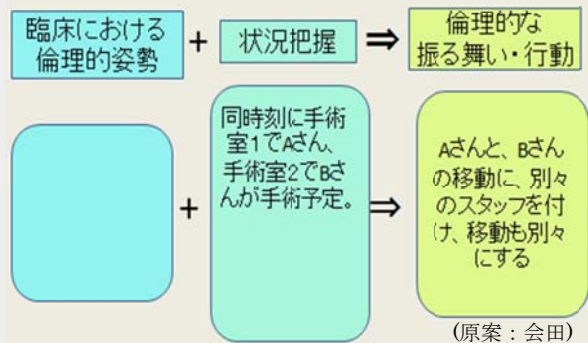 臨床における
倫理的姿勢
+
状況把握
⇒
倫理的な
振る舞い・行動
+
同時刻に手術
室1でAさん、
手術室2でBさ
んが手術予定。
⇒
Aさんと、Bさん
の移動に、別々
のスタッフを付
け、移動も別々
にする
(原案:会田)